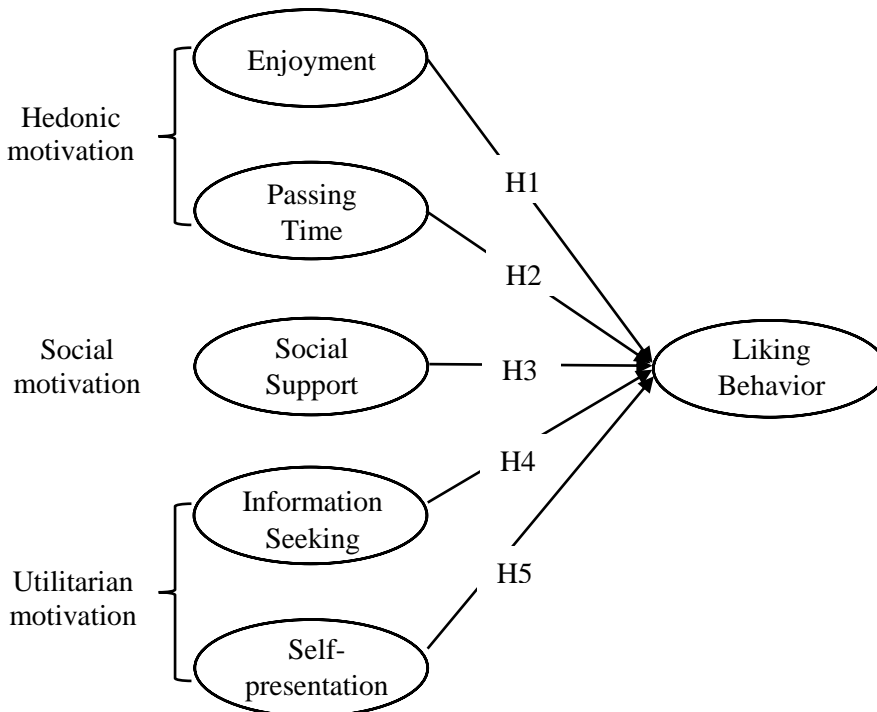 Enjoyment
Hedonic
motivation
H1
Passing
Time
H2
Social
motivation
Social
Support
H3
Liking
Behavior
H4
Information
Seeking
Utilitarian
motivation
H5
Self-
presentation